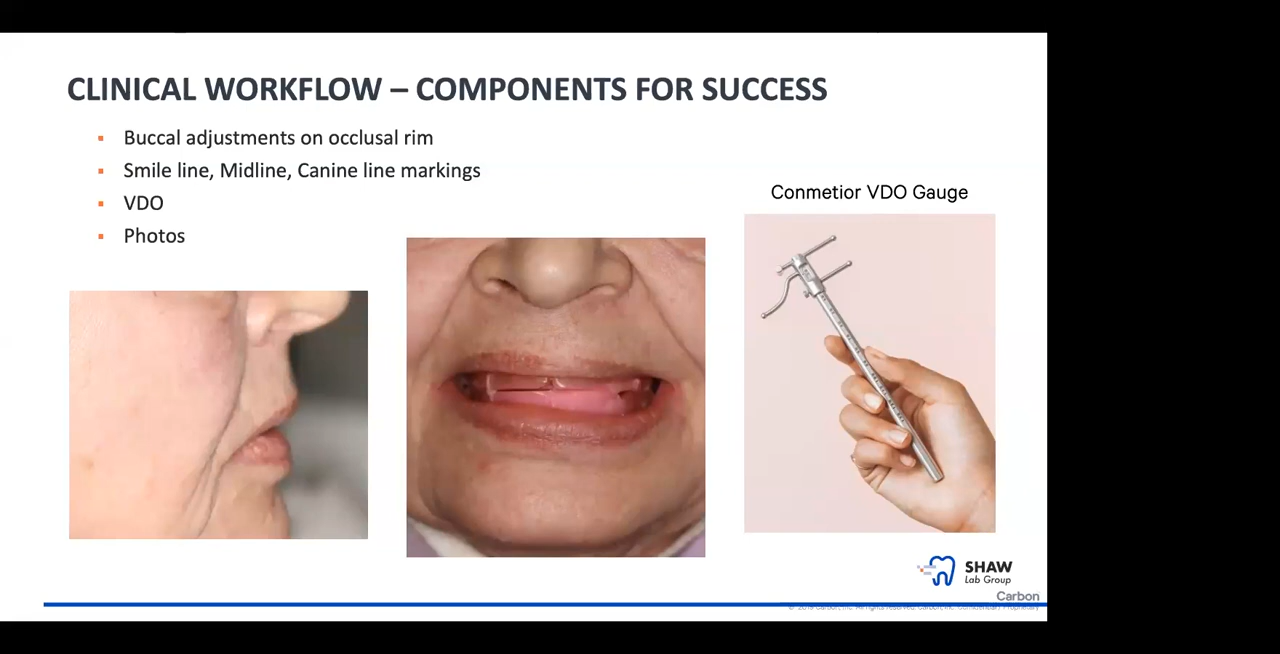 CLINICAL WORKFLOW – COMPONENTS FOR SUCCESS
▪ Buccal adjustments on occlusal rim
▪ Smile line, Midline, Canine line markings
▪ VDO
▪ Photos
Conmetior VDO Gauge
SHAW
Lab Group
Carbon